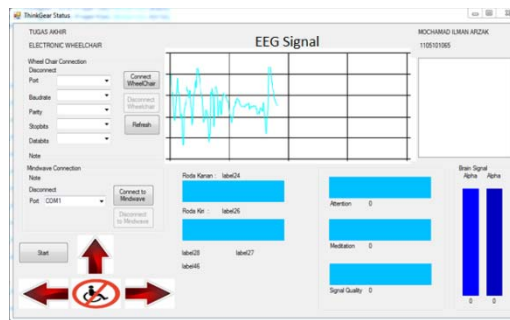 ThinkGear Status
TUGAS AKHIR
ELECTRONIC WHEELCHAIR
EEG Signal
MOCHAMAD ILMAN ARZAK
1105101065
Wheel Chair Connection
Disconnect
Port
Baudrate
Parity
Stopbits
Databits
Note
Connect WheelChair
Disconnect Wheelchair
Refresh
Mindwave Connection
Note
Disconnect
Port COM1
Connect to Mindwave
Disconnect to Mindwave
Start
Roda Kanan : label24
Roda Kiri : label26
label28 label27
label46
Attention 0
Meditation 0
Signal Quality 0
Brain Signal
Alpha Alpha
0 0